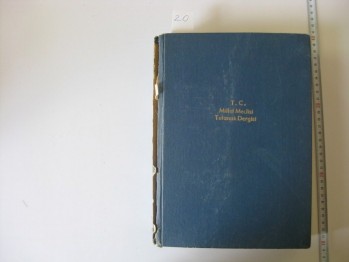 20
T. C.
Millet Meclisi
Tutanak Dergisi